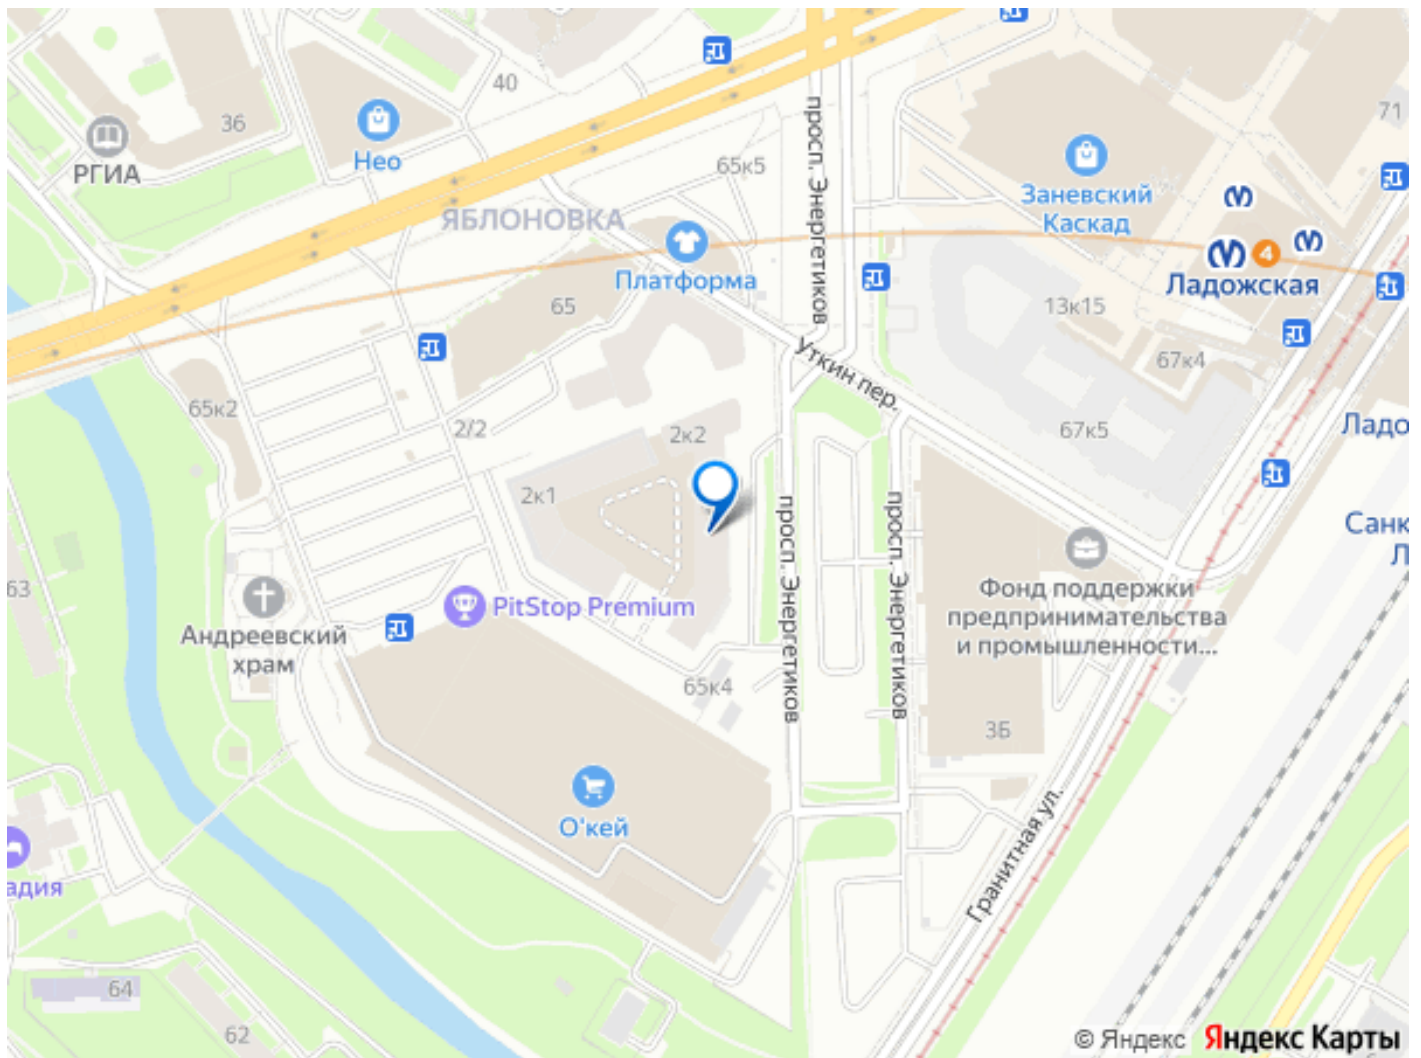 40
36
71
РГИА
Нео
65к5
просп. Энергетиков
Заневский
Каскад
ЯБЛОНОВКА
Платформа
4
Ладожская
65
13к15
Уткин пер.
67к4
65к2
2/2
2к2
67к5
Ладо
2к1
просп. Энергетиков
просп. Энергетиков
Санк
Л
63
PitStop Premium
Фонд поддержки
предпринимательства
и промышленности...
Андреевский
храм
65к4
3Б
О'кей
Гранитная ул.
адия
64
62
© Яндекс Яндекс Карты